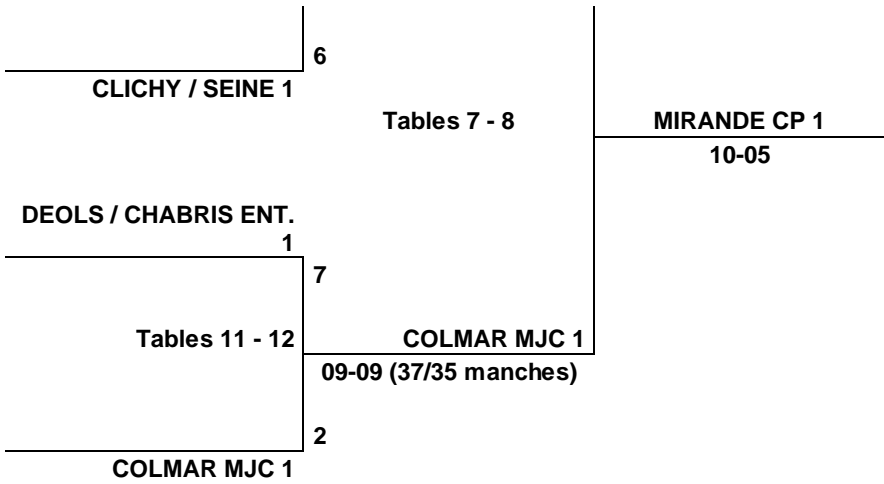 6
CLICHY / SEINE 1
Tables 7 - 8
MIRANDE CP 1
10-05
DEOLS / CHABRIS ENT.
1
7
Tables 11 - 12
COLMAR MJC 1
09-09 (37/35 manches)
2
COLMAR MJC 1